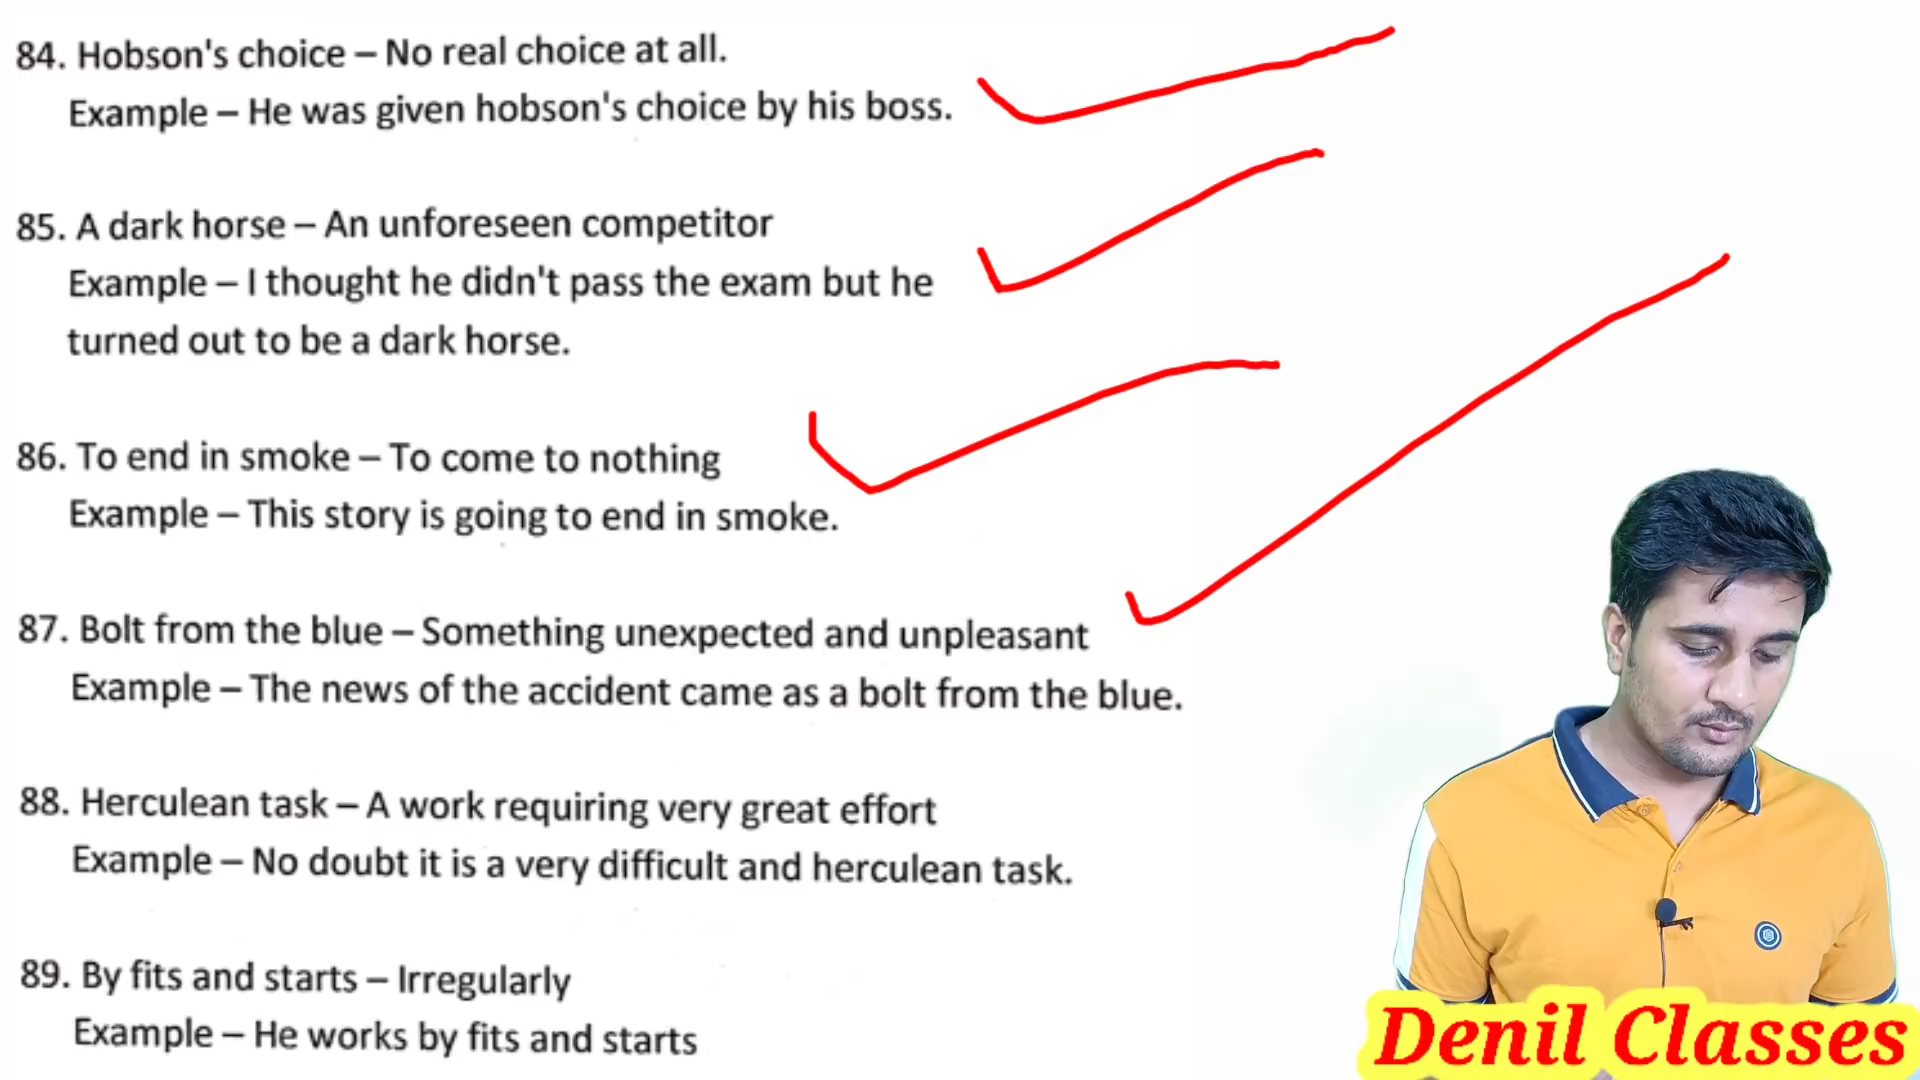 84. Hobson's choice – No real choice at all.
Example – He was given hobson's choice by his boss.
85. A dark horse – An unforeseen competitor
Example – I thought he didn't pass the exam but he
turned out to be a dark horse.
86. To end in smoke – To come to nothing
Example – This story is going to end in smoke.
87. Bolt from the blue – Something unexpected and unpleasant
Example – The news of the accident came as a bolt from the blue.
88. Herculean task – A work requiring very great effort
Example – No doubt it is a very difficult and herculean task.
89. By fits and starts – Irregularly
Example – He works by fits and starts
Denil Classes